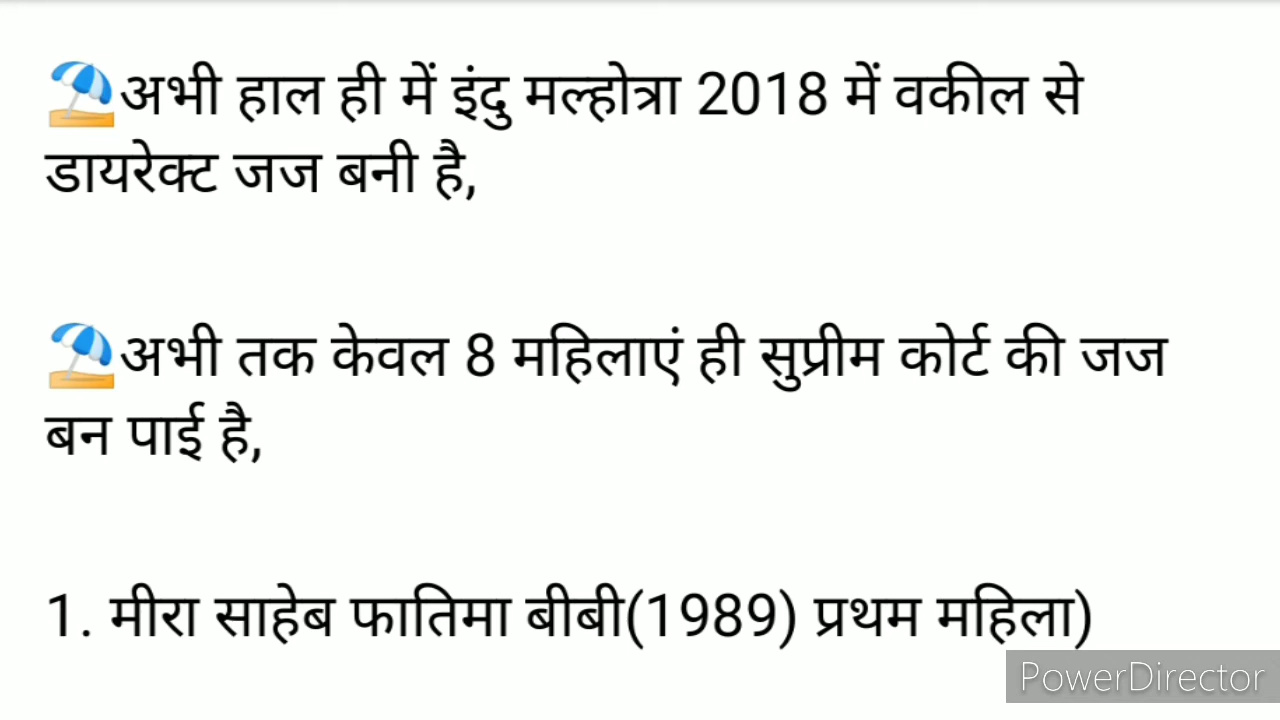 🏖अभी हाल ही में इंदु मल्होत्रा 2018 में वकील से
डायरेक्ट जज बनी है,
🏖अभी तक केवल 8 महिलाएं ही सुप्रीम कोर्ट की जज
बन पाई है,
1. मीरा साहेब फातिमा बीबी(1989) प्रथम महिला)
PowerDirector